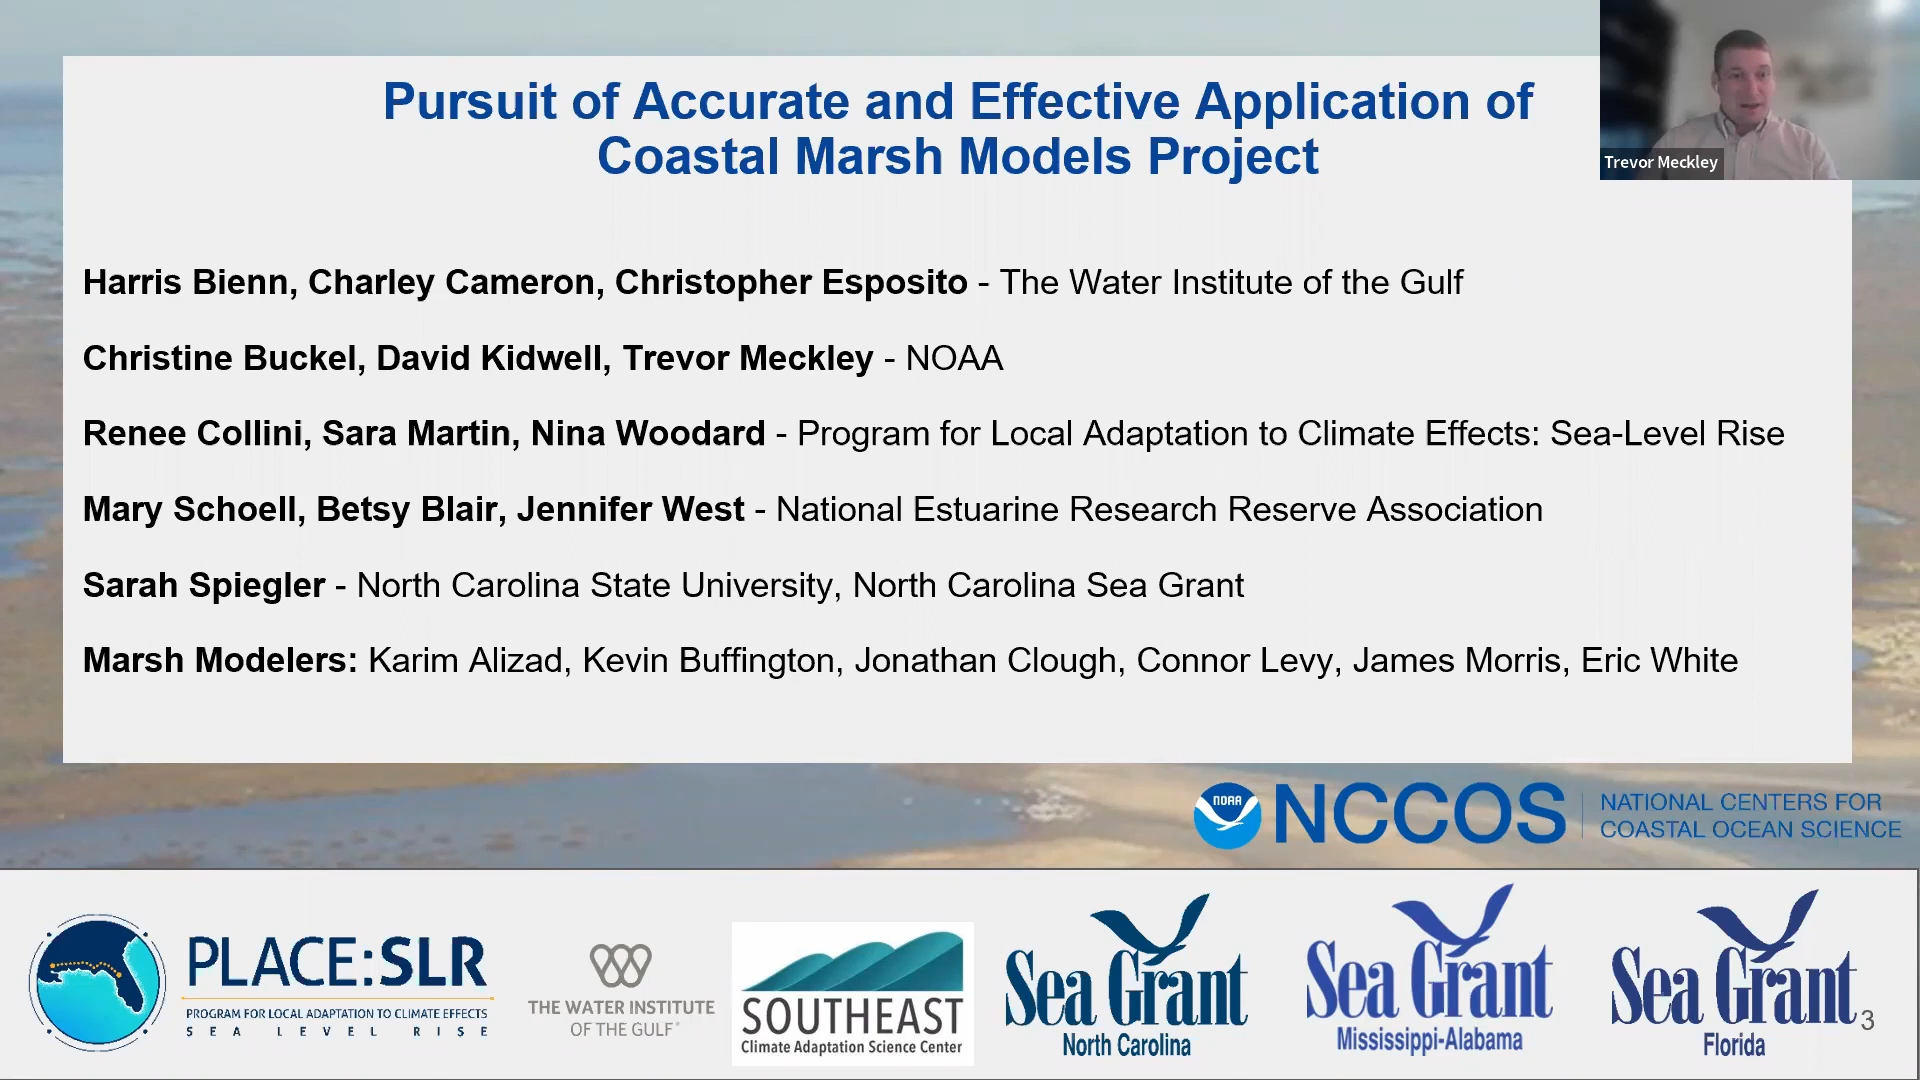 Pursuit of Accurate and Effective Application of
Coastal Marsh Models Project
Trevor Meckley
Harris Bienn, Charley Cameron, Christopher Esposito - The Water Institute of the Gulf
Christine Buckel, David Kidwell, Trevor Meckley - NOAA
Renee Collini, Sara Martin, Nina Woodard - Program for Local Adaptation to Climate Effects: Sea-Level Rise
Mary Schoell, Betsy Blair, Jennifer West - National Estuarine Research Reserve Association
Sarah Spiegler - North Carolina State University, North Carolina Sea Grant
Marsh Modelers: Karim Alizad, Kevin Buffington, Jonathan Clough, Connor Levy, James Morris, Eric White
NOAA
NCCOS
NATIONAL CENTERS FOR
COASTAL OCEAN SCIENCE
PLACE:SLR
PROGRAM FOR LOCAL ADAPTATION TO CLIMATE EFFECTS
SEA LEVEL RISE
THE WATER INSTITUTE
OF THE GULF
SOUTHEAST
Climate Adaptation Science Center
Sea Grant
North Carolina
Sea Grant
Mississippi-Alabama
Sea Grant
Florida
3